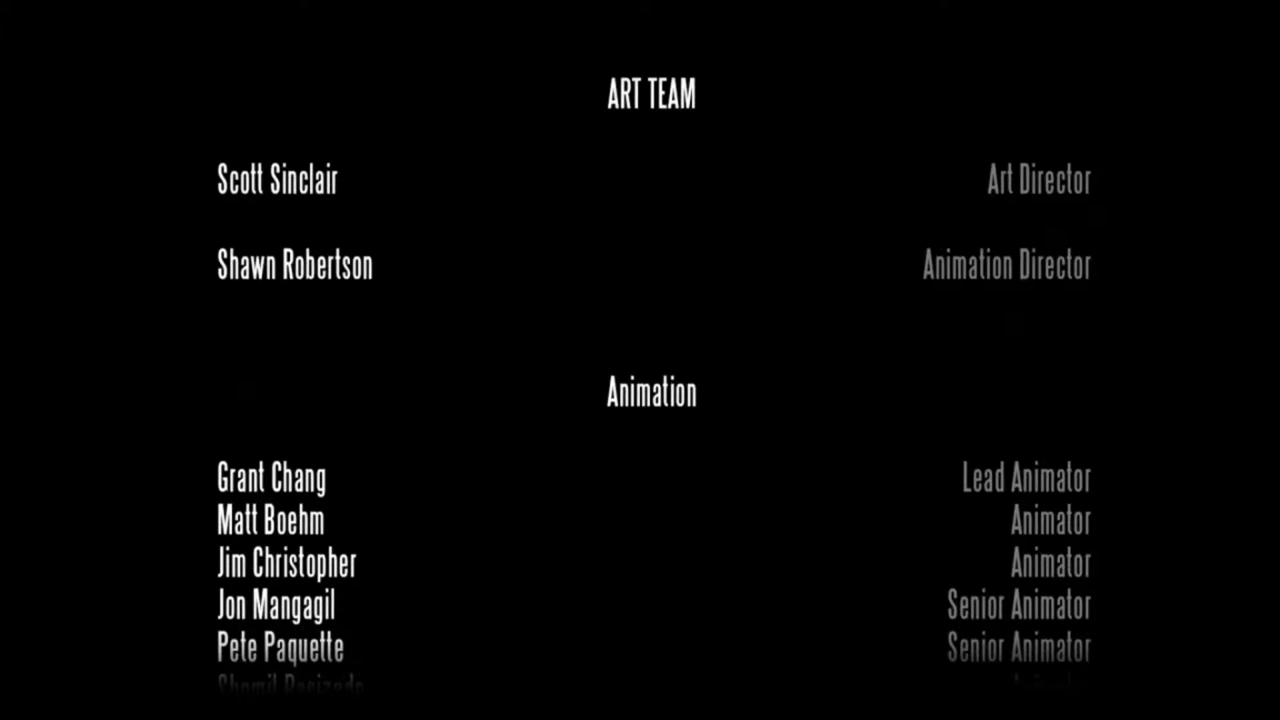 ART TEAM
Scott Sinclair Art Director
Shawn Robertson Animation Director
Animation
Grant Chang Lead Animator
Matt Boehm Animator
Jim Christopher Animator
Jon Mangagil Senior Animator
Pete Paquette Senior Animator